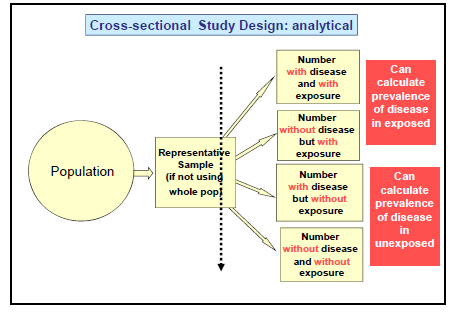 Cross-sectional Study Design: analytical
Population
Representative
Sample
(if not using
whole pop)
Number
with disease
and with
exposure
Number
without disease
but with
exposure
Can
calculate
prevalence
of disease
in exposed
Number
with disease
but without
exposure
Number
without disease
and without
exposure
Can
calculate
prevalence
of disease
in
unexposed